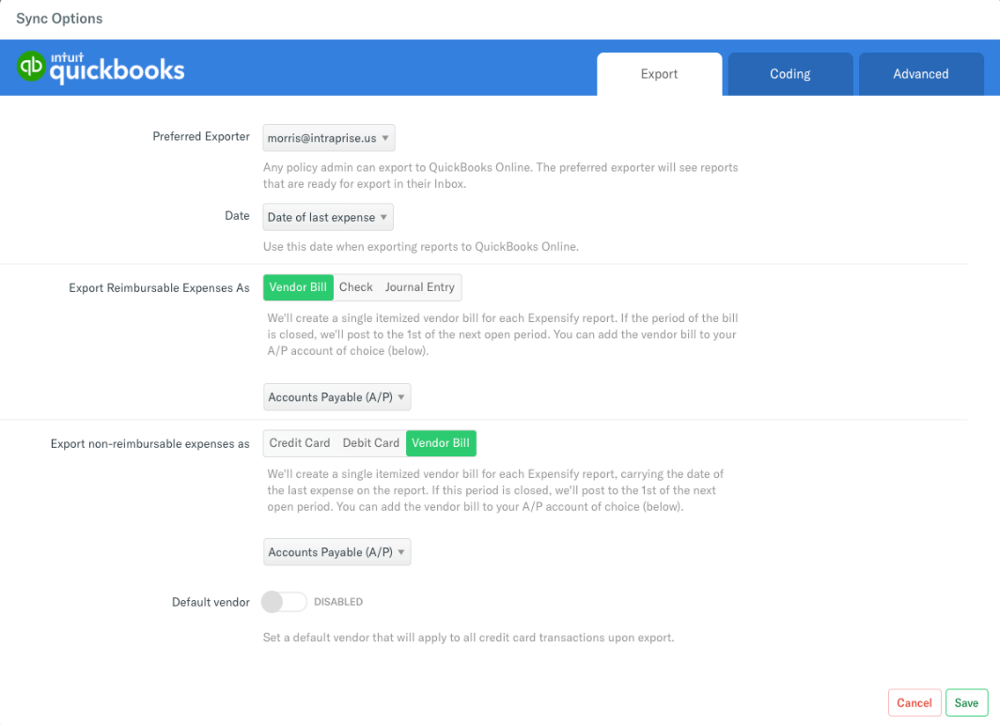 Sync Options
qb intuit quickbooks
Export
Coding
Advanced
Preferred Exporter
morris@intraprise.us
Any policy admin can export to QuickBooks Online. The preferred exporter will see reports
that are ready for export in their Inbox.
Date
Date of last expense
Use this date when exporting reports to QuickBooks Online.
Export Reimbursable Expenses As
Vendor Bill
Check
Journal Entry
We'll create a single itemized vendor bill for each Expensify report. If the period of the bill
is closed, we'll post to the 1st of the next open period. You can add the vendor bill to your
A/P account of choice (below).
Accounts Payable (A/P)
Export non-reimbursable expenses as
Credit Card
Debit Card
Vendor Bill
We'll create a single itemized vendor bill for each Expensify report, carrying the date of
the last expense on the report. If this period is closed, we'll post to the 1st of the next
open period. You can add the vendor bill to your A/P account of choice (below).
Accounts Payable (A/P)
Default vendor
DISABLED
Set a default vendor that will apply to all credit card transactions upon export.
Cancel
Save